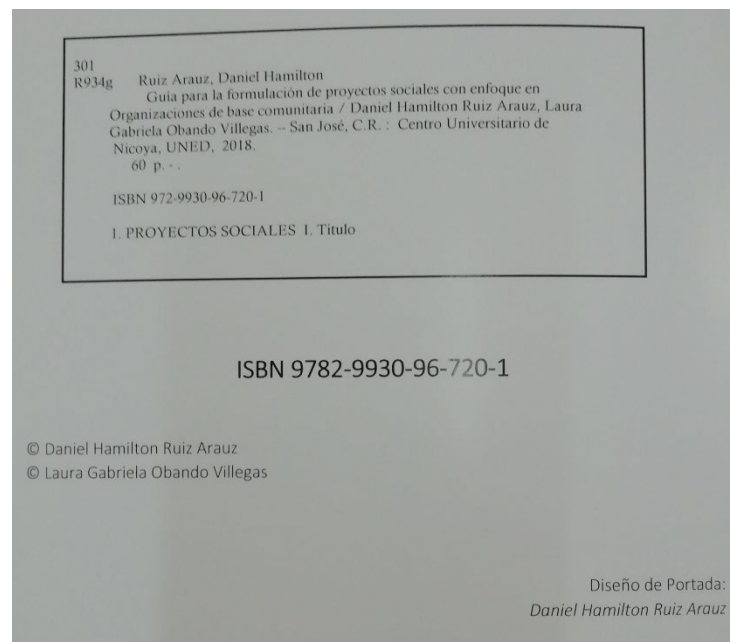 301
R934g Ruiz Arauz, Daniel Hamilton
Guia para la formulación de proyectos sociales con enfoque en
Organizaciones de base comunitaria / Daniel Hamilton Ruiz Arauz, Laura
Gabriela Obando Villegas. – San José, C.R. : Centro Universitario de
Nicoya, UNED, 2018.
60 p. - .
ISBN 972-9930-96-720-1
1. PROYECTOS SOCIALES I. Titulo
ISBN 9782-9930-96-720-1
© Daniel Hamilton Ruiz Arauz
© Laura Gabriela Obando Villegas
Diseño de Portada:
Daniel Hamilton Ruiz Arauz